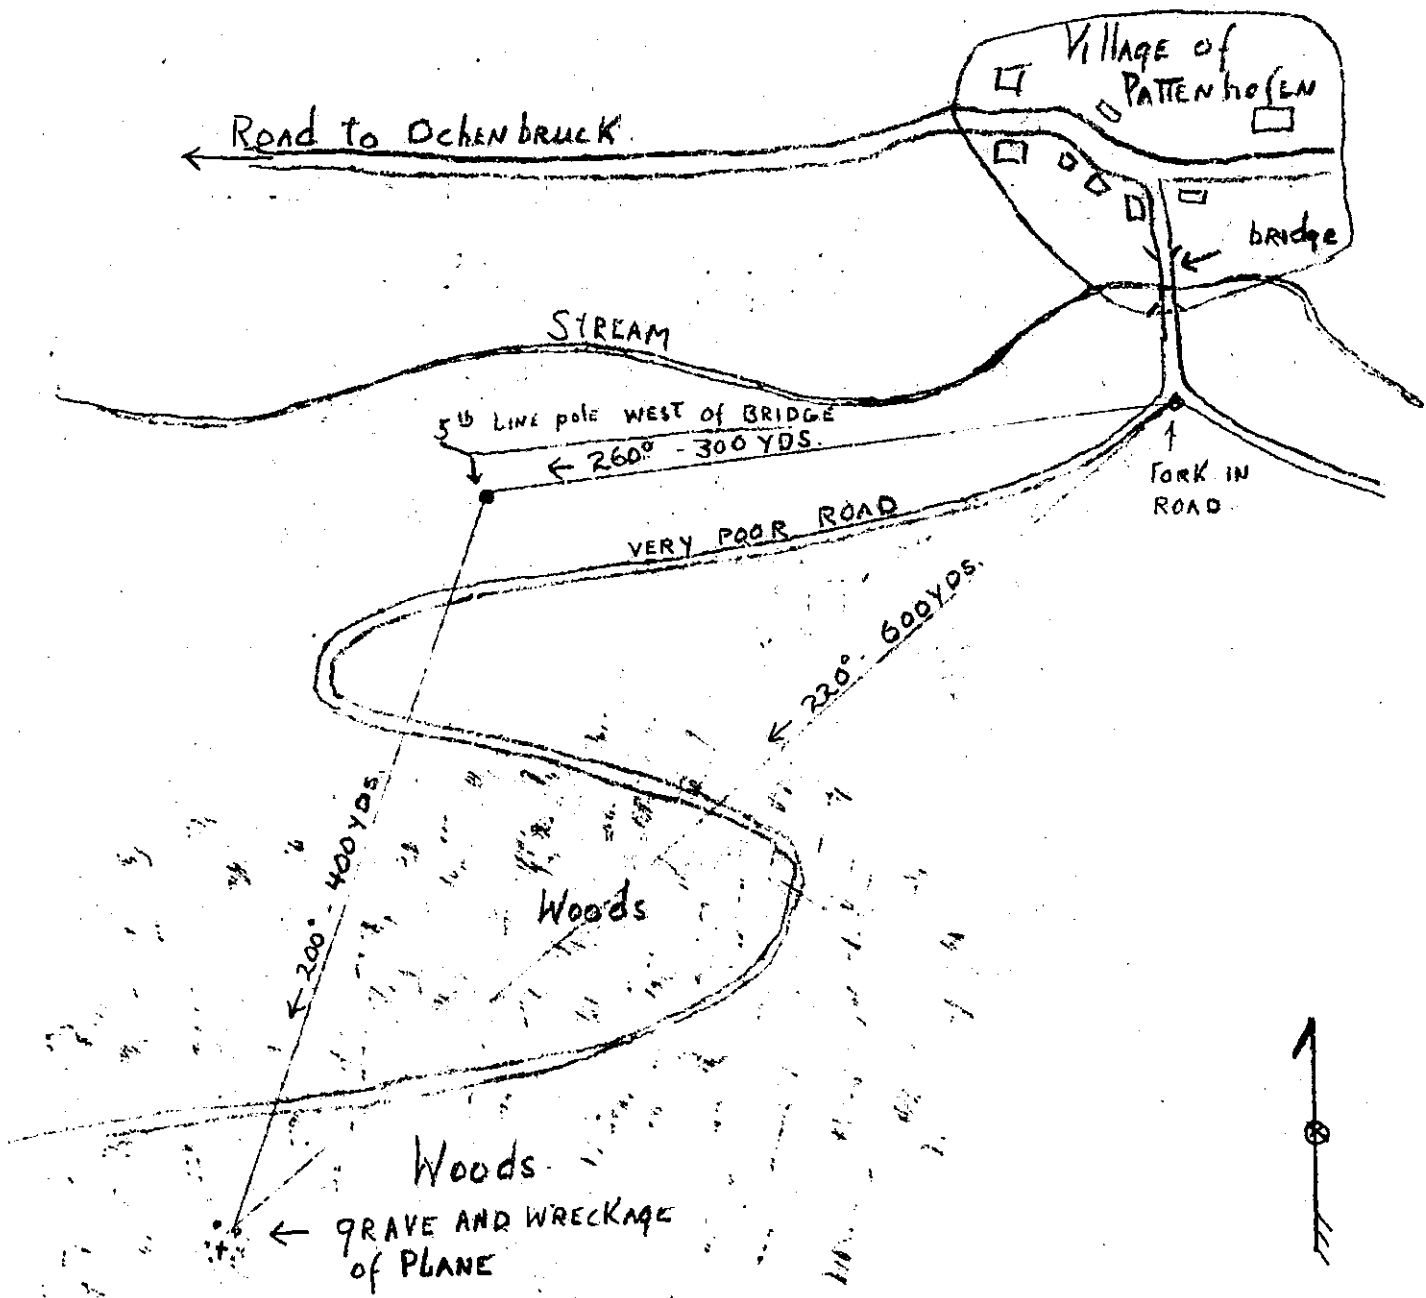 Village of
Pattenhofen
Road to Ochenbruck.
bridge
STREAM
5th LINE pole WEST of BRIDGE
← 260° - 300 YDS.
FORK IN
ROAD
VERY POOR ROAD
← 220° - 600 YDS.
← 200° - 400 YDS.
Woods
Woods
← GRAVE AND WRECKAGE
of PLANE